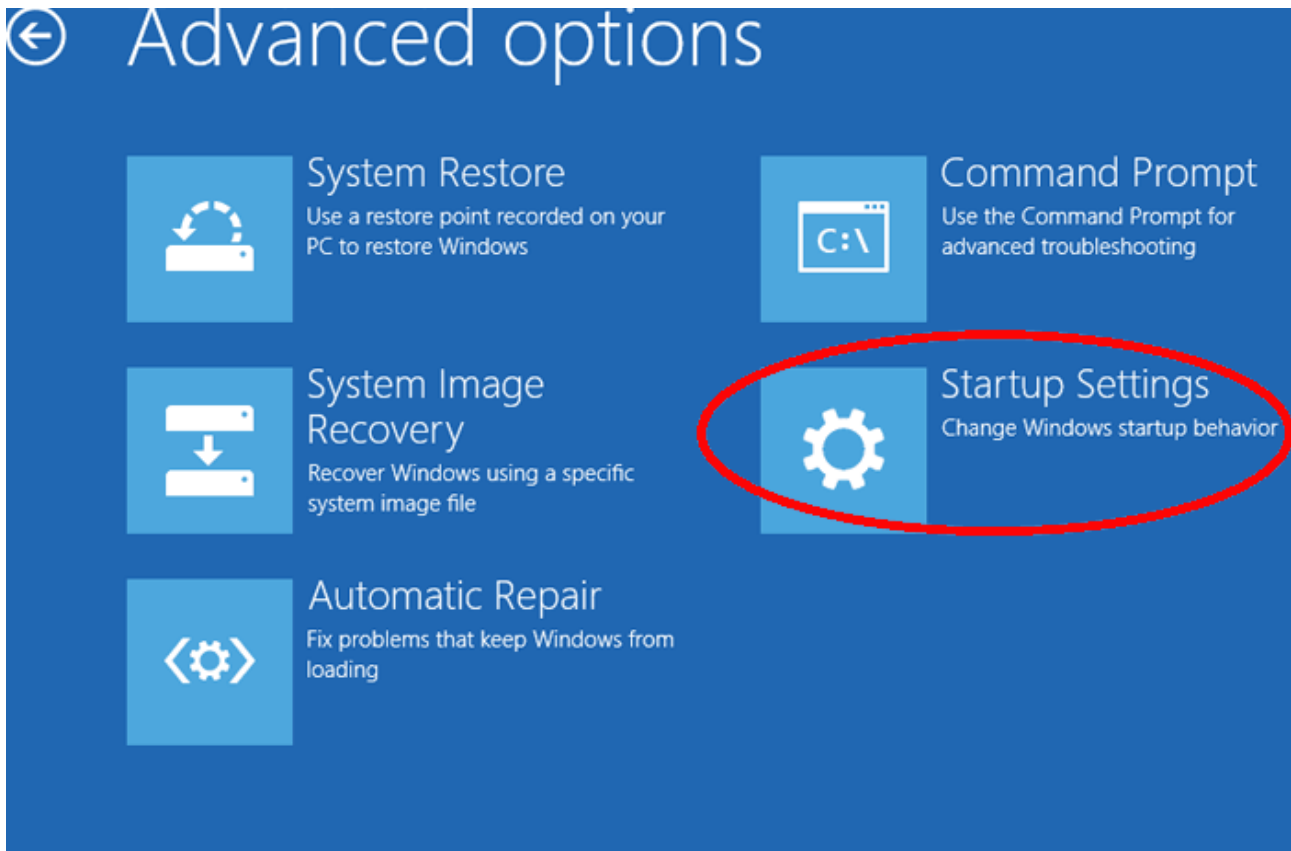 Advanced options
System Restore
Use a restore point recorded on your
PC to restore Windows
System Image
Recovery
Recover Windows using a specific
system image file
Automatic Repair
Fix problems that keep Windows from
loading
Command Prompt
Use the Command Prompt for
advanced troubleshooting
C:\
Startup Settings
Change Windows startup behavior